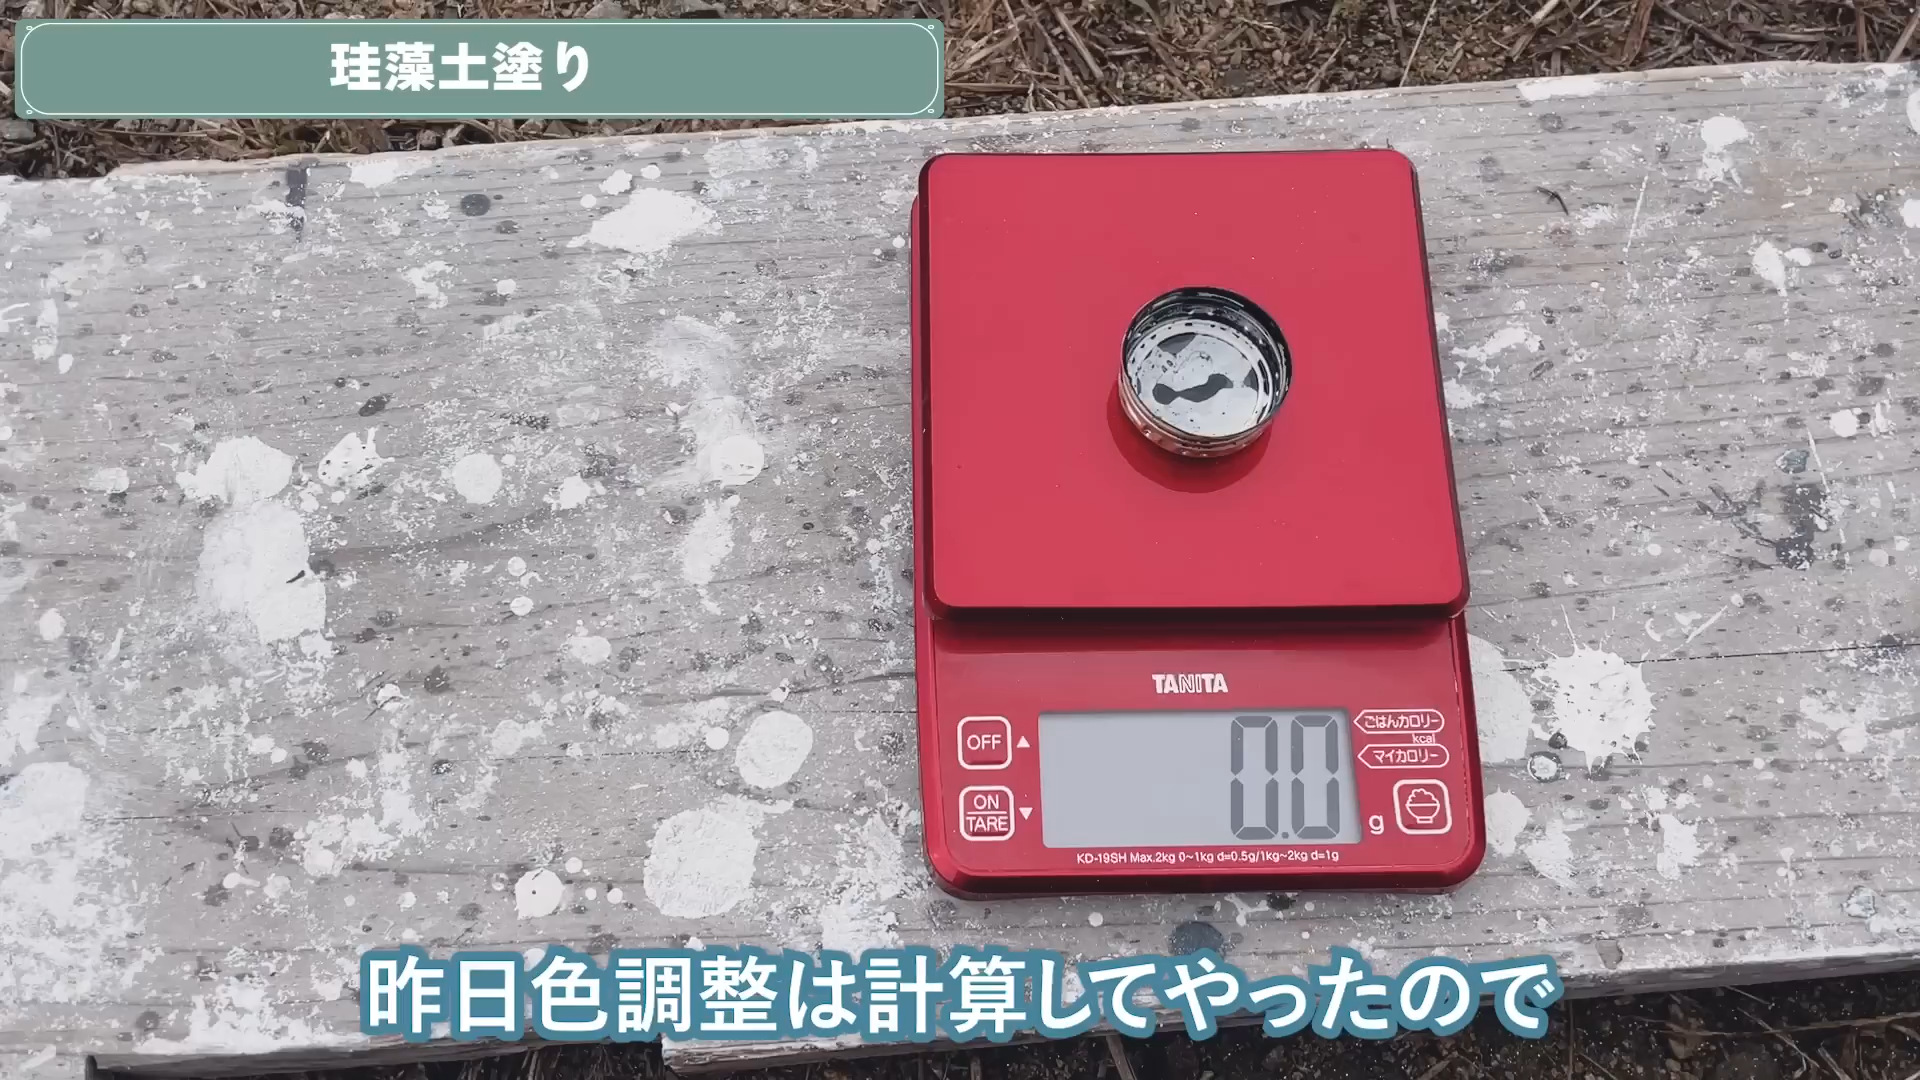 珪藻土塗り
TANITA
OFF
ON
TARE
0.0
g
ごはんカロリー
kcal
マイカロリー
KD-19SH Max.2kg 0~1kg d=0.5g/1kg~2kg d=1g
昨日色調整は計算してやったので